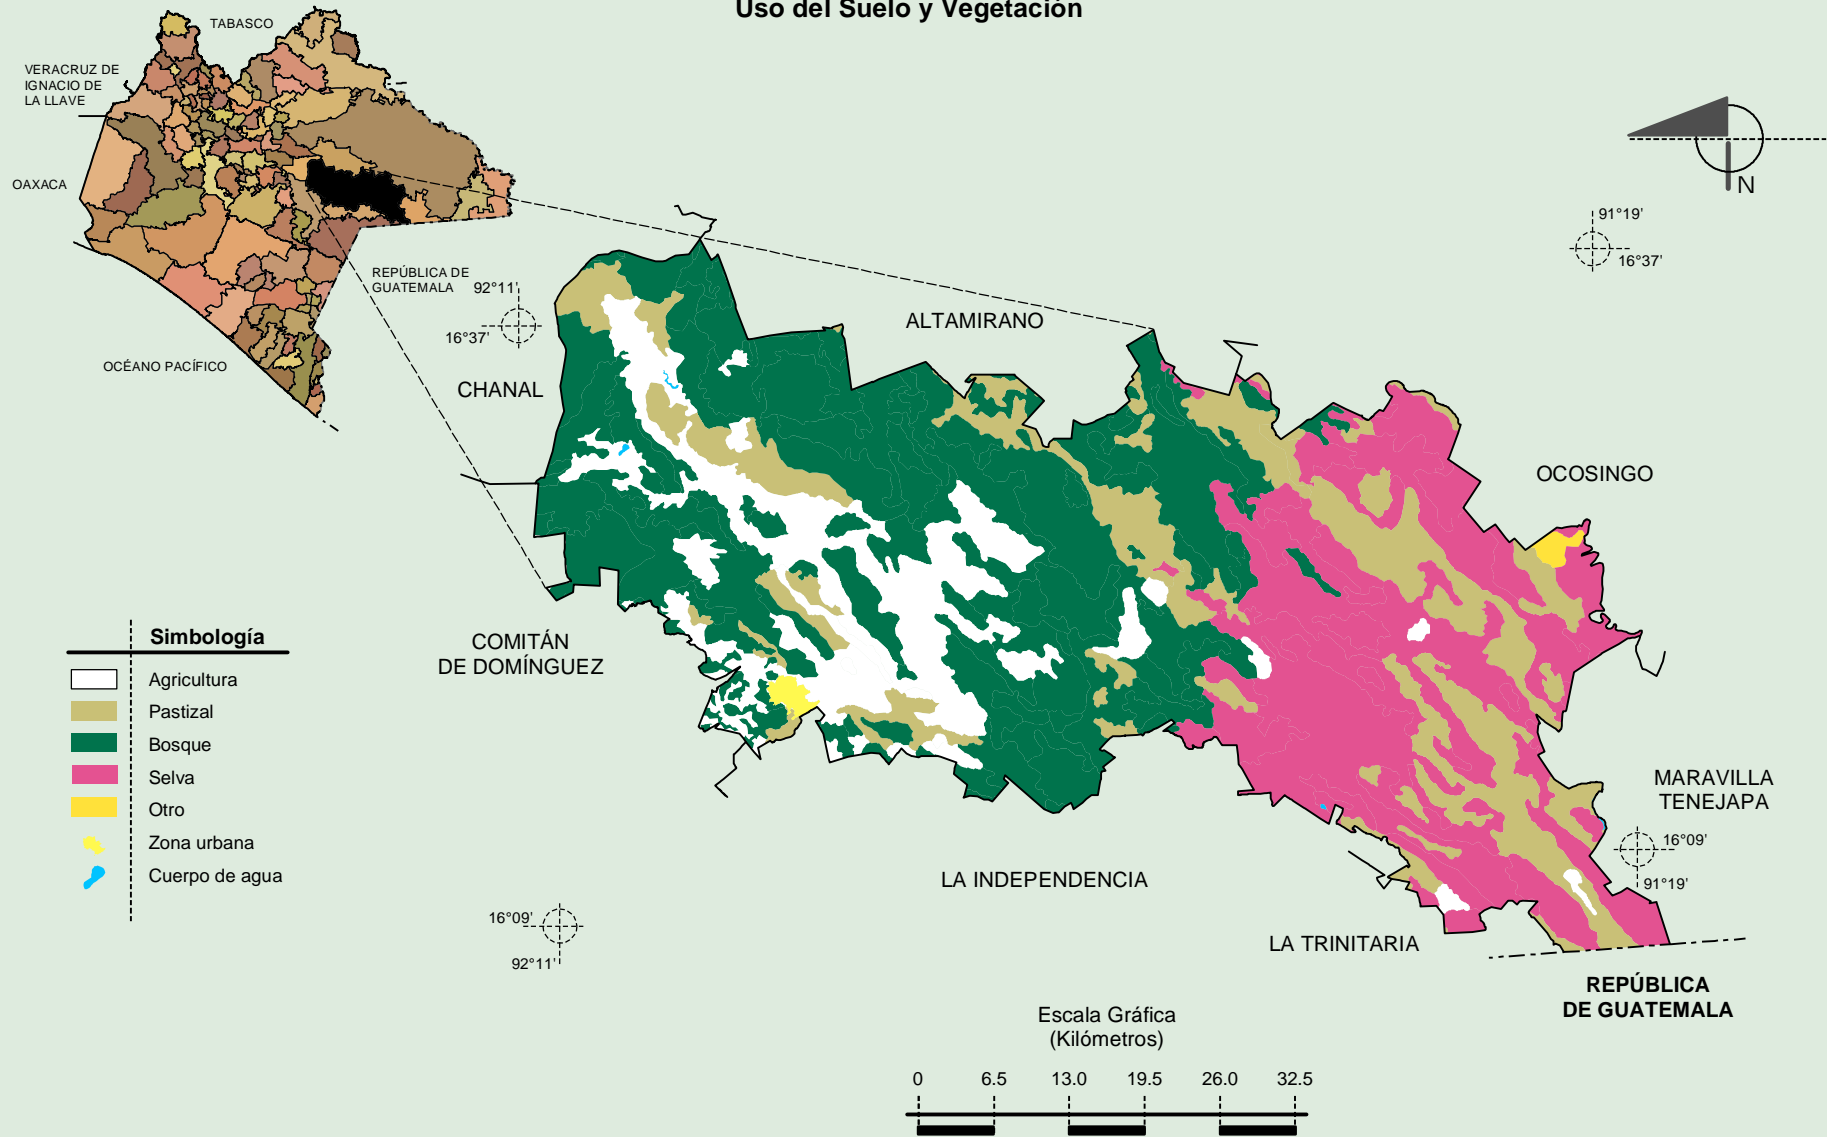 Uso del Suelo y Vegetación
TABASCO
VERACRUZ DE
IGNACIO DE
LA LLAVE
OAXACA
REPÚBLICA DE
GUATEMALA
OCÉANO PACÍFICO
N
91°19'
16°37'
92°11'
16°37'
ALTAMIRANO
CHANAL
OCOSINGO
COMITÁN
DE DOMÍNGUEZ
Simbología
Agricultura
Pastizal
Bosque
Selva
Otro
Zona urbana
Cuerpo de agua
MARAVILLA
TENEJAPA
16°09'
91°19'
LA INDEPENDENCIA
16°09'
92°11'
LA TRINITARIA
REPÚBLICA
DE GUATEMALA
Escala Gráfica
(Kilómetros)
0 6.5 13.0 19.5 26.0 32.5